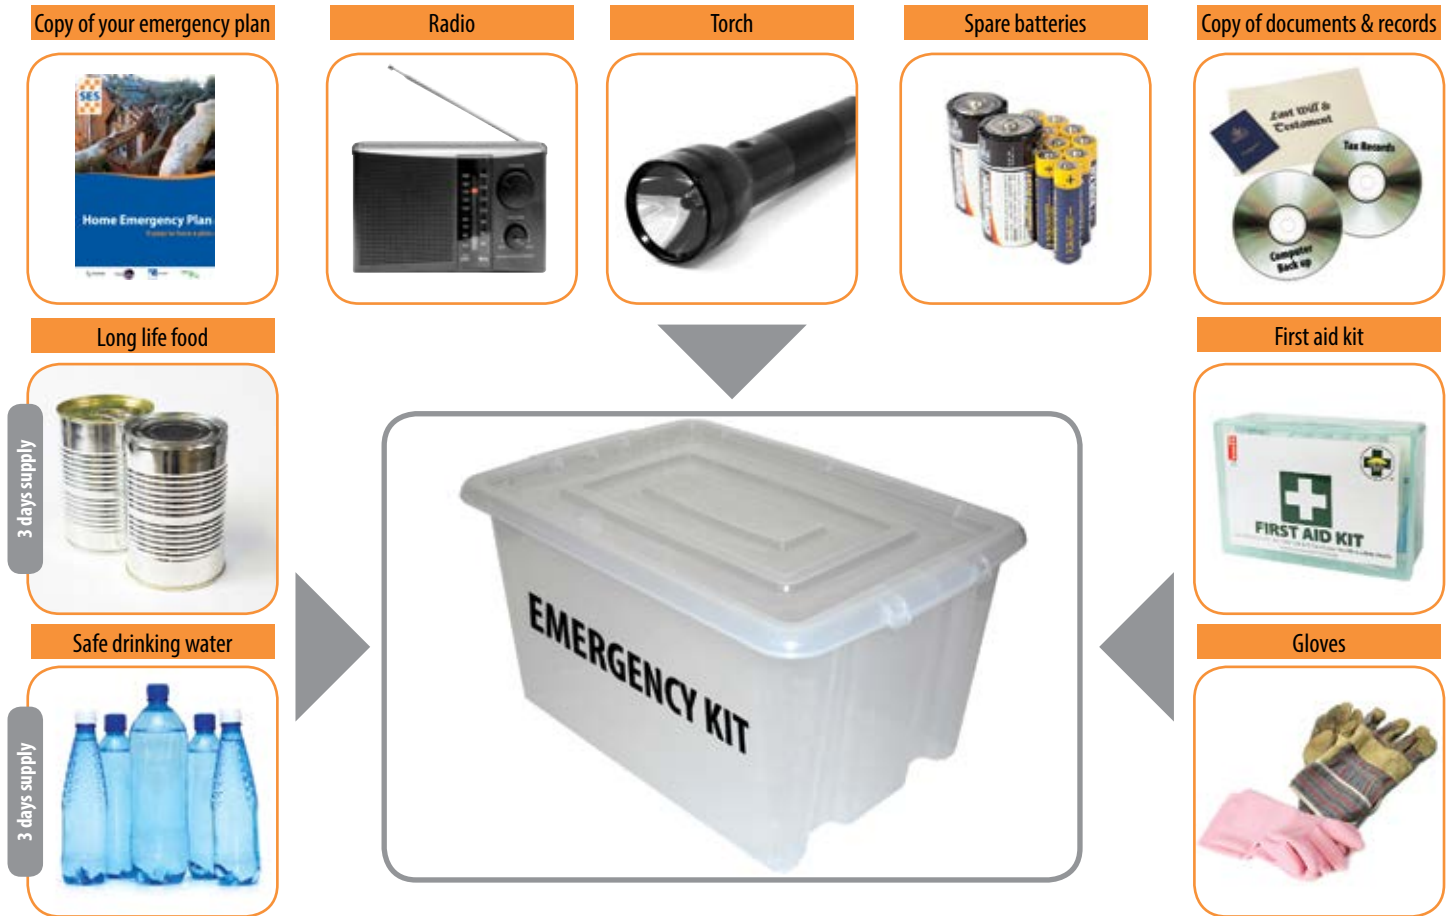 Copy of your emergency plan
Radio
Torch
Spare batteries
Copy of documents & records
SES
Home Emergency Plan
Last Will &
Testament
Tax Records
Computer
Back up
Long life food
3 days supply
First aid kit
FIRST AID KIT
EMERGENCY KIT
Safe drinking water
3 days supply
Gloves